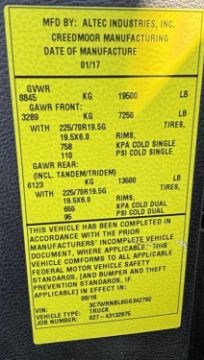 MFD BY: ALTEC INDUSTRIES, INC.
CREEDMOOR MANUFACTURING
DATE OF MANUFACTURE
01/17
GVWR
8845 KG 19500 LB
GAWR FRONT:
3289 KG 7250 LB
WITH 225/70R19.5G TIRES,
19.5X6.0 RIMS,
758 KPA COLD SINGLE
110 PSI COLD SINGLE
GAWR REAR:
(INCL. TANDEM/TRIDEM)
6123 KG 13500 LB
WITH 225/70R19.5G TIRES,
19.5X6.0 RIMS,
655 KPA COLD DUAL
95 PSI COLD DUAL
THIS VEHICLE HAS BEEN COMPLETED IN
ACCORDANCE WITH THE PRIOR
MANUFACTURERS' INCOMPLETE VEHICLE
DOCUMENT, WHERE APPLICABLE. THIS
VEHICLE CONFORMS TO ALL APPLICABLE
FEDERAL MOTOR VEHICLE SAFETY
STANDARDS, [AND BUMPER AND THEFT
PREVENTION STANDARDS, IF
APPLICABLE] IN EFFECT IN
08/16
VIN:
VEHICLE TYPE: TRUCK
SERIAL NUMBER: